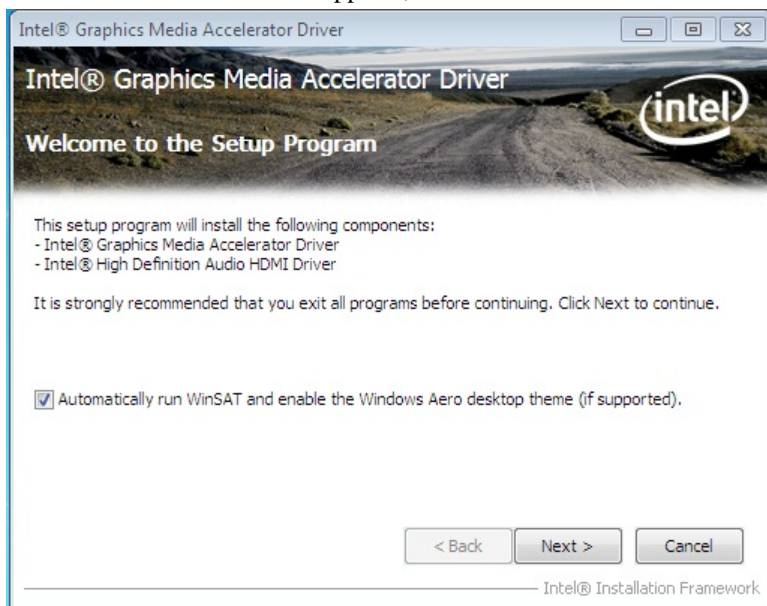 Intel® Graphics Media Accelerator Driver
Intel® Graphics Media Accelerator Driver
intel
Welcome to the Setup Program
This setup program will install the following components:
- Intel® Graphics Media Accelerator Driver
- Intel® High Definition Audio HDMI Driver
It is strongly recommended that you exit all programs before continuing. Click Next to continue.
Automatically run WinSAT and enable the Windows Aero desktop theme (if supported).
< Back Next > Cancel
Intel® Installation Framework